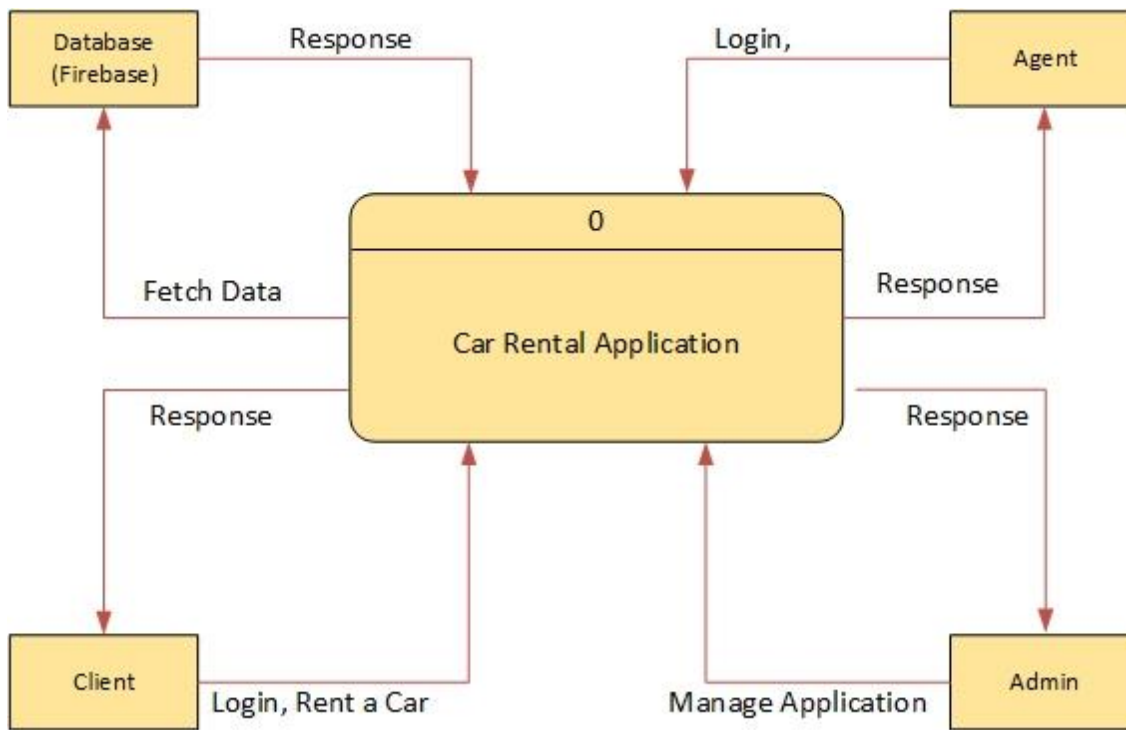 Database
(Firebase)
Response
Login,
Agent
0
Car Rental Application
Fetch Data
Response
Response
Response
Client
Login, Rent a Car
Manage Application
Admin